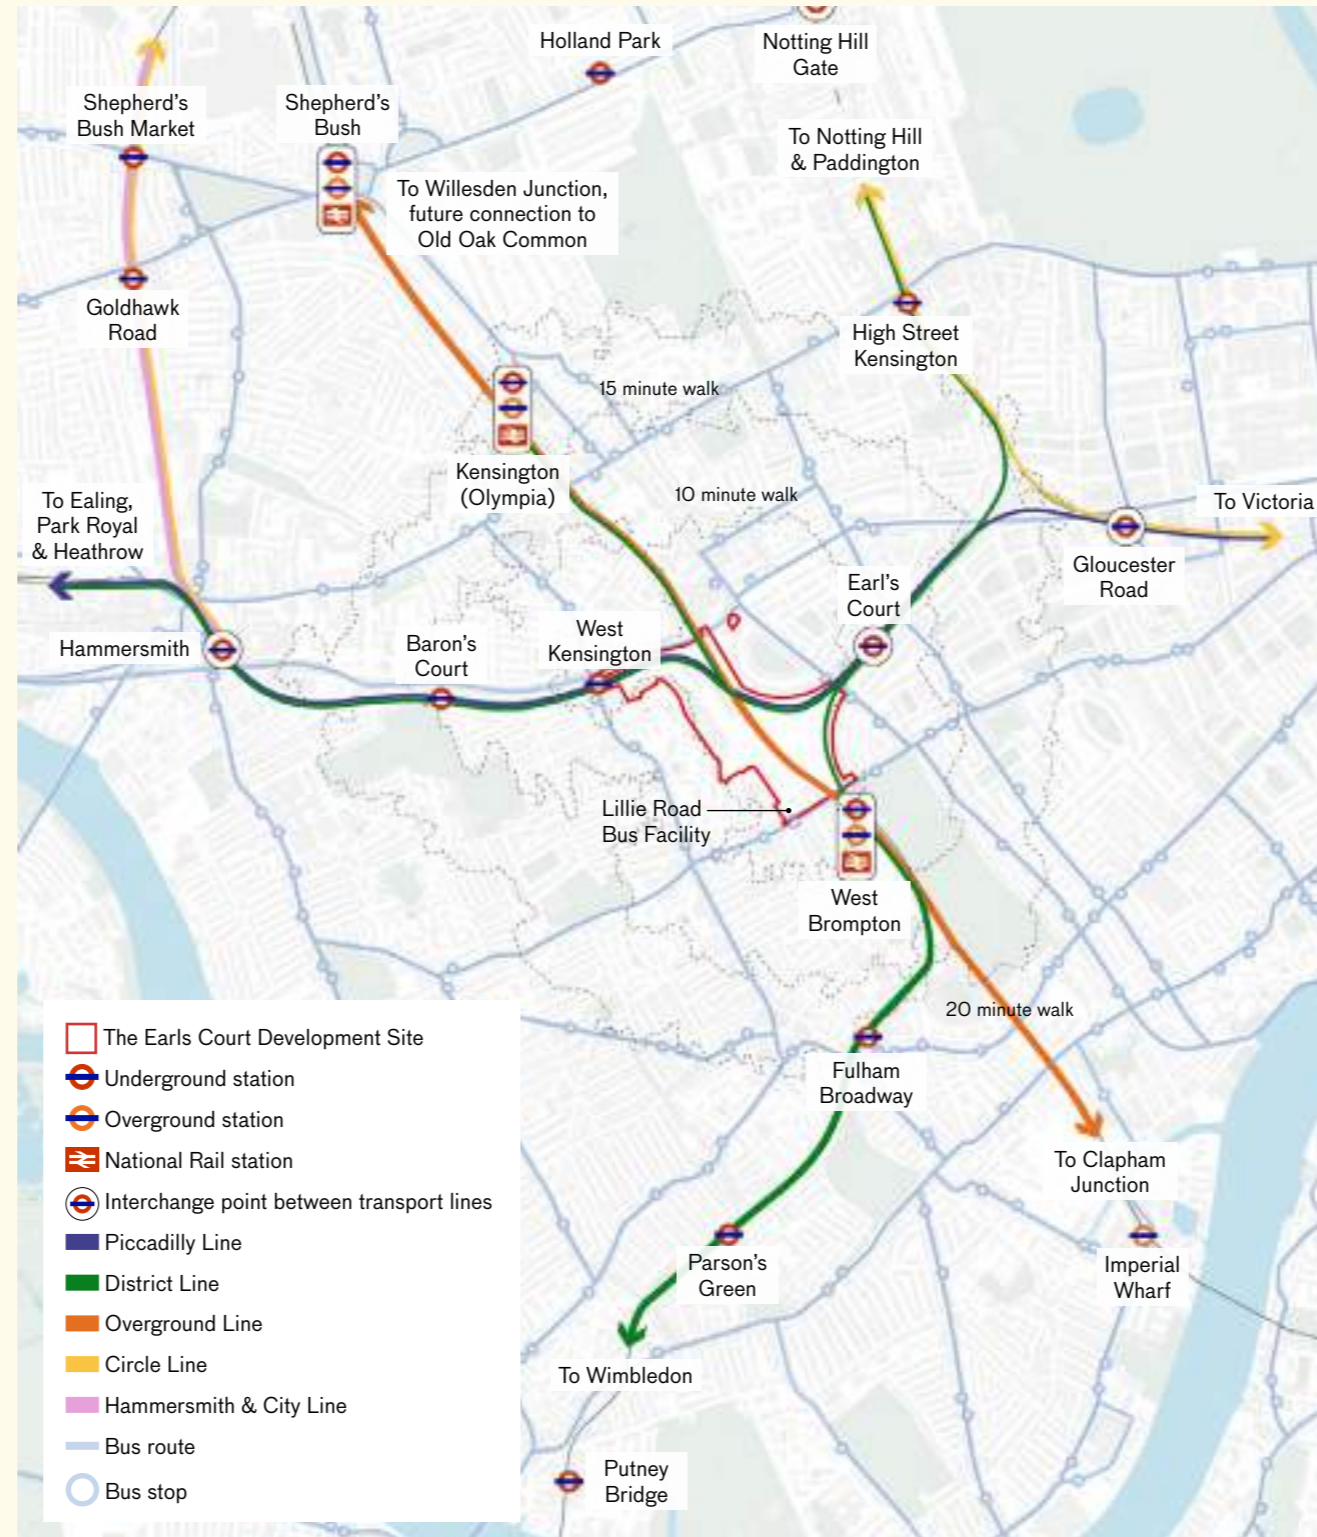 Holland Park
Notting Hill
Gate
Shepherd's
Bush Market
Shepherd's
Bush
To Notting Hill
& Paddington
To Willesden Junction,
future connection to
Old Oak Common
Goldhawk
Road
High Street
Kensington
15 minute walk
Kensington
(Olympia)
10 minute walk
To Ealing,
Park Royal
& Heathrow
To Victoria
Gloucester
Road
Earl's
Court
Hammersmith
Baron's
Court
West
Kensington
Lillie Road
Bus Facility
West
Brompton
20 minute walk
Fulham
Broadway
To Clapham
Junction
Imperial
Wharf
Parson's
Green
To Wimbledon
Putney
Bridge
The Earls Court Development Site
Underground station
Overground station
National Rail station
Interchange point between transport lines
Piccadilly Line
District Line
Overground Line
Circle Line
Hammersmith & City Line
Bus route
Bus stop